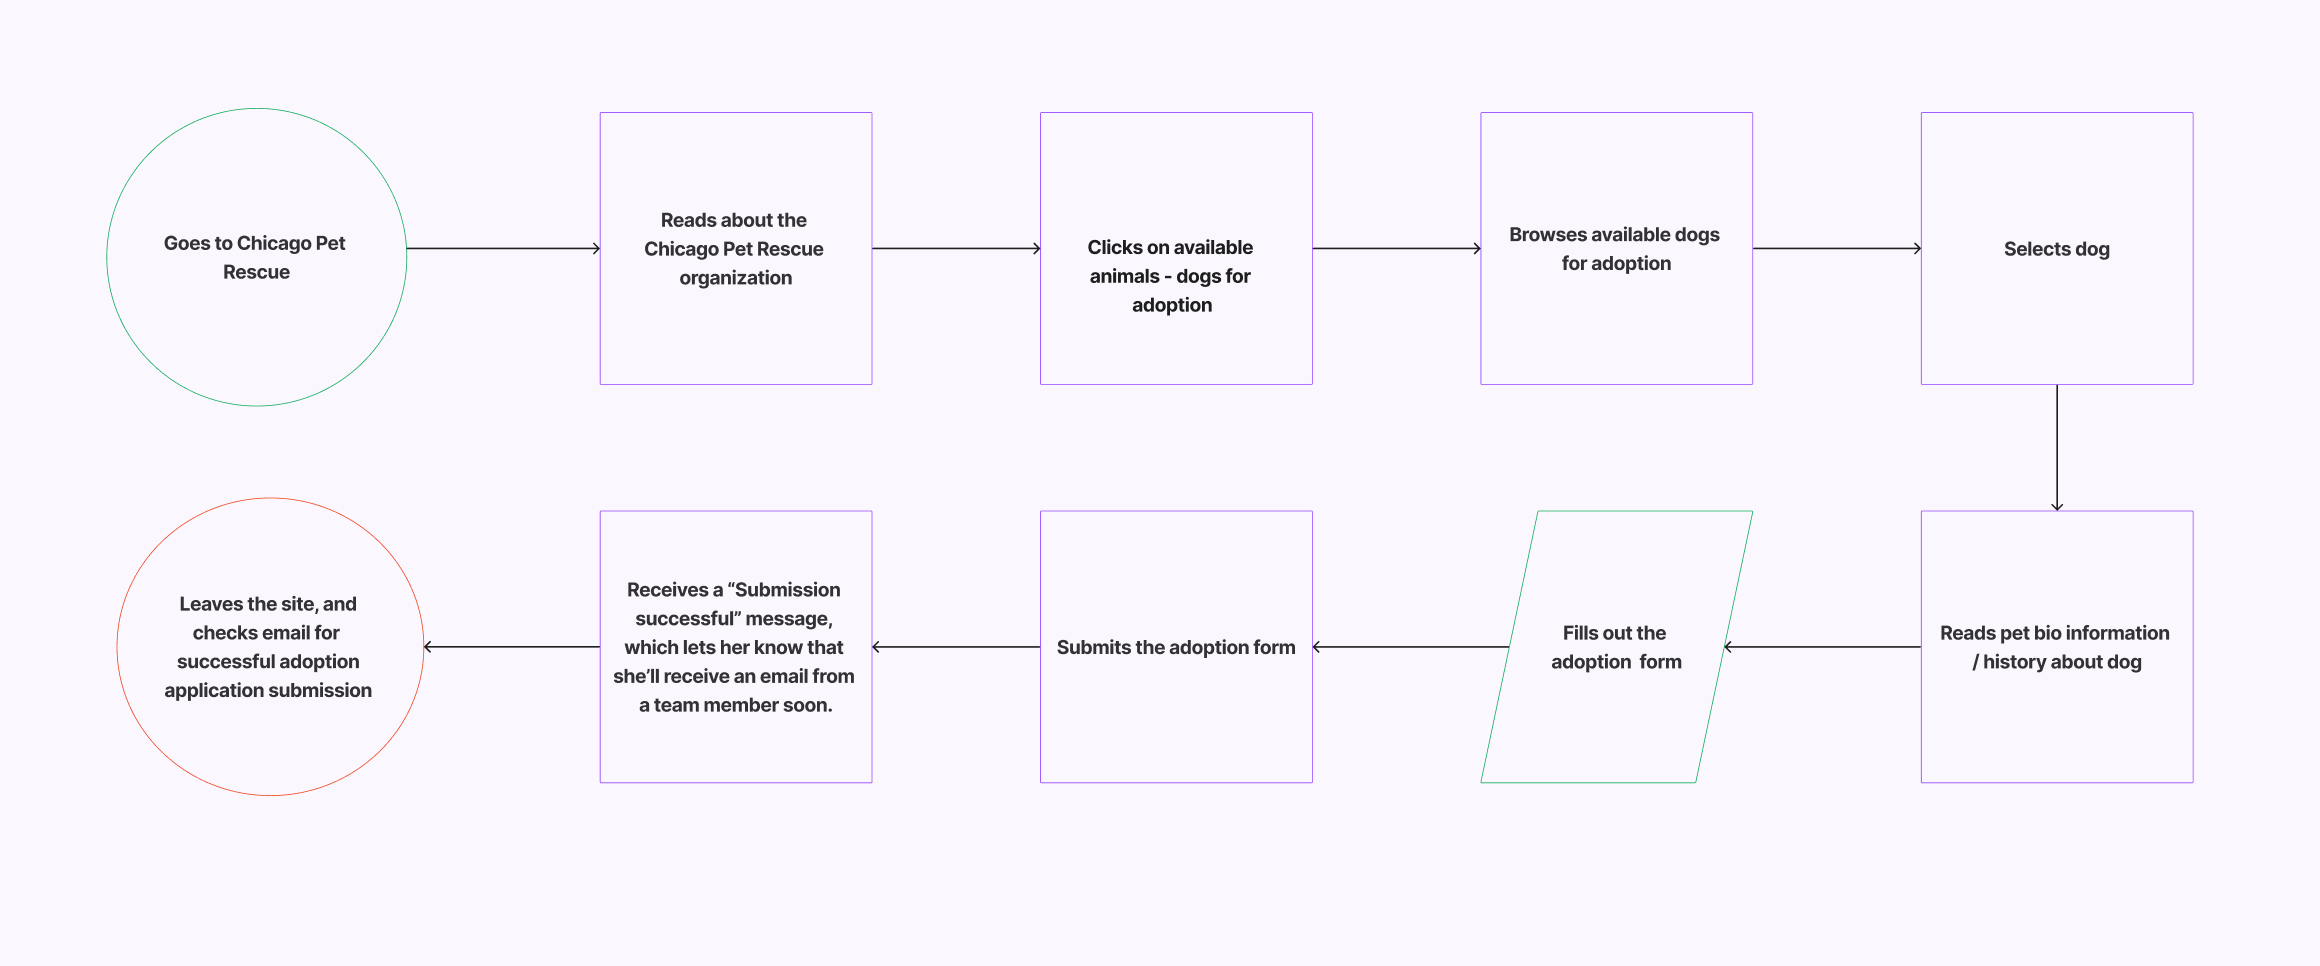 Goes to Chicago Pet
Rescue
Reads about the
Chicago Pet Rescue
organization
Clicks on available
animals - dogs for
adoption
Browses available dogs
for adoption
Selects dog
Reads pet bio information
/ history about dog
Fills out the
adoption  form
Submits the adoption form
Receives a “Submission
successful” message,
which lets her know that
she’ll receive an email from
a team member soon.
Leaves the site, and
checks email for
successful adoption
application submission